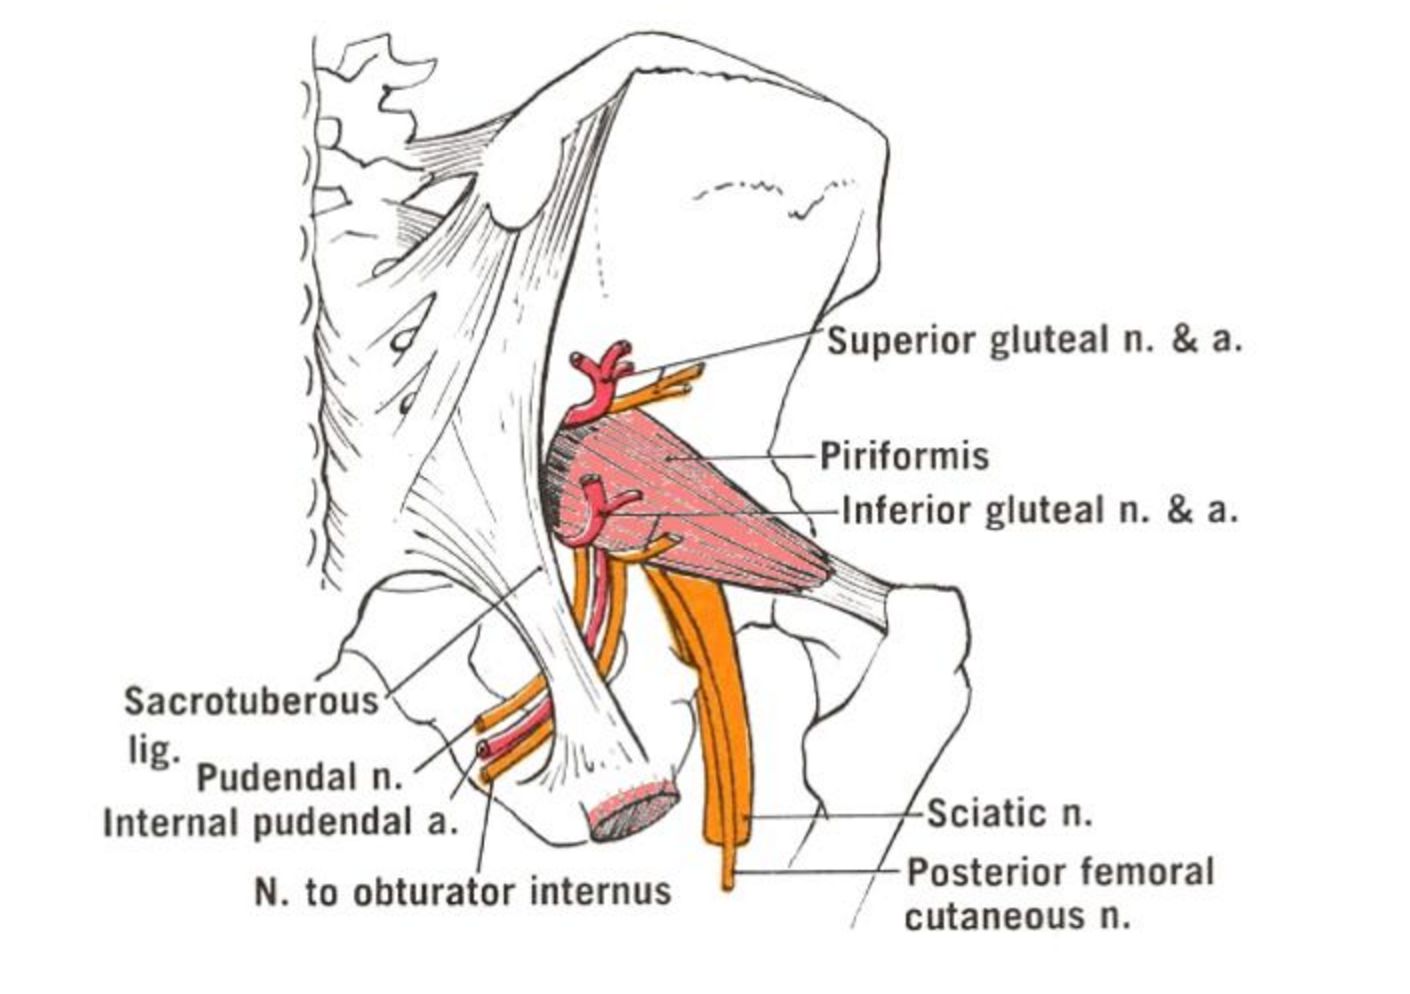 Superior gluteal n. & a.
Piriformis
Inferior gluteal n. & a.
Sacrotuberous
lig.
Pudendal n.
Internal pudendal a.
N. to obturator internus
Sciatic n.
Posterior femoral
cutaneous n.